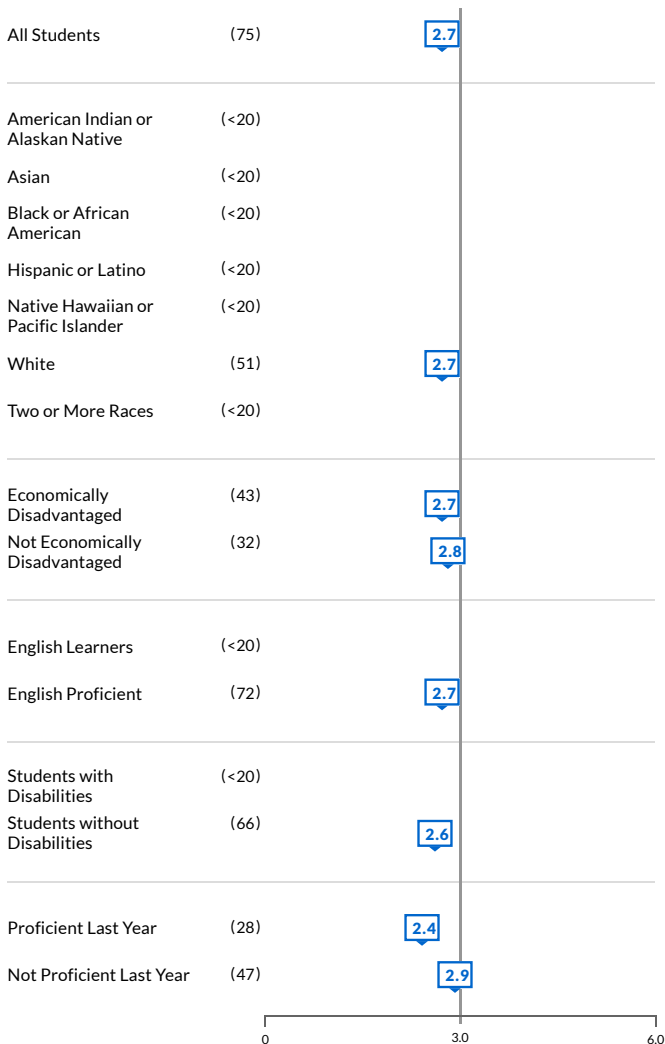 All Students (75) 2.7
American Indian or (<20)
Alaskan Native
Asian (<20)
Black or African (<20)
American
Hispanic or Latino (<20)
Native Hawaiian or (<20)
Pacific Islander
White (51) 2.7
Two or More Races (<20)
Economically (43) 2.7
Disadvantaged
Not Economically (32) 2.8
Disadvantaged
English Learners (<20)
English Proficient (72) 2.7
Students with (<20)
Disabilities
Students without (66) 2.6
Disabilities
Proficient Last Year (28) 2.4
Not Proficient Last Year (47) 2.9
0 3.0 6.0